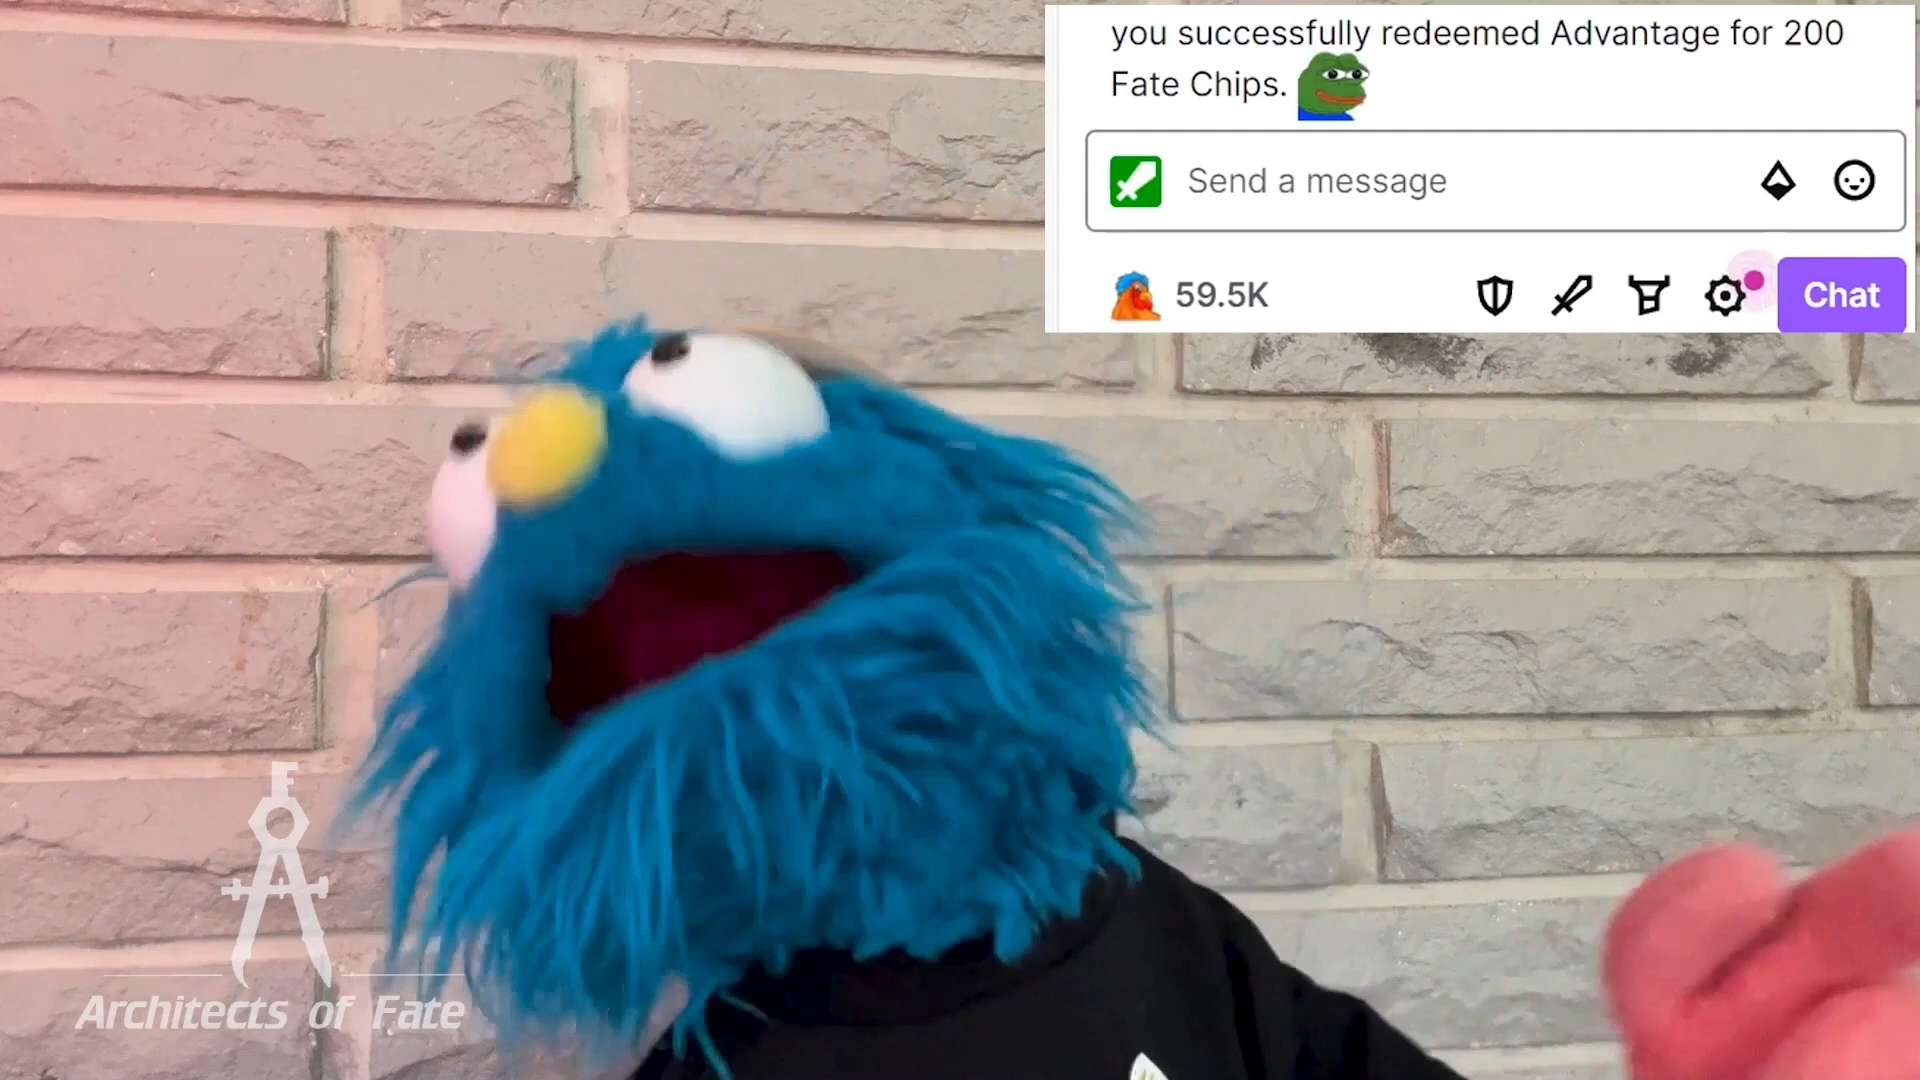 you successfully redeemed Advantage for 200
Fate Chips.
Send a message
59.5K
Chat
Architects of Fate